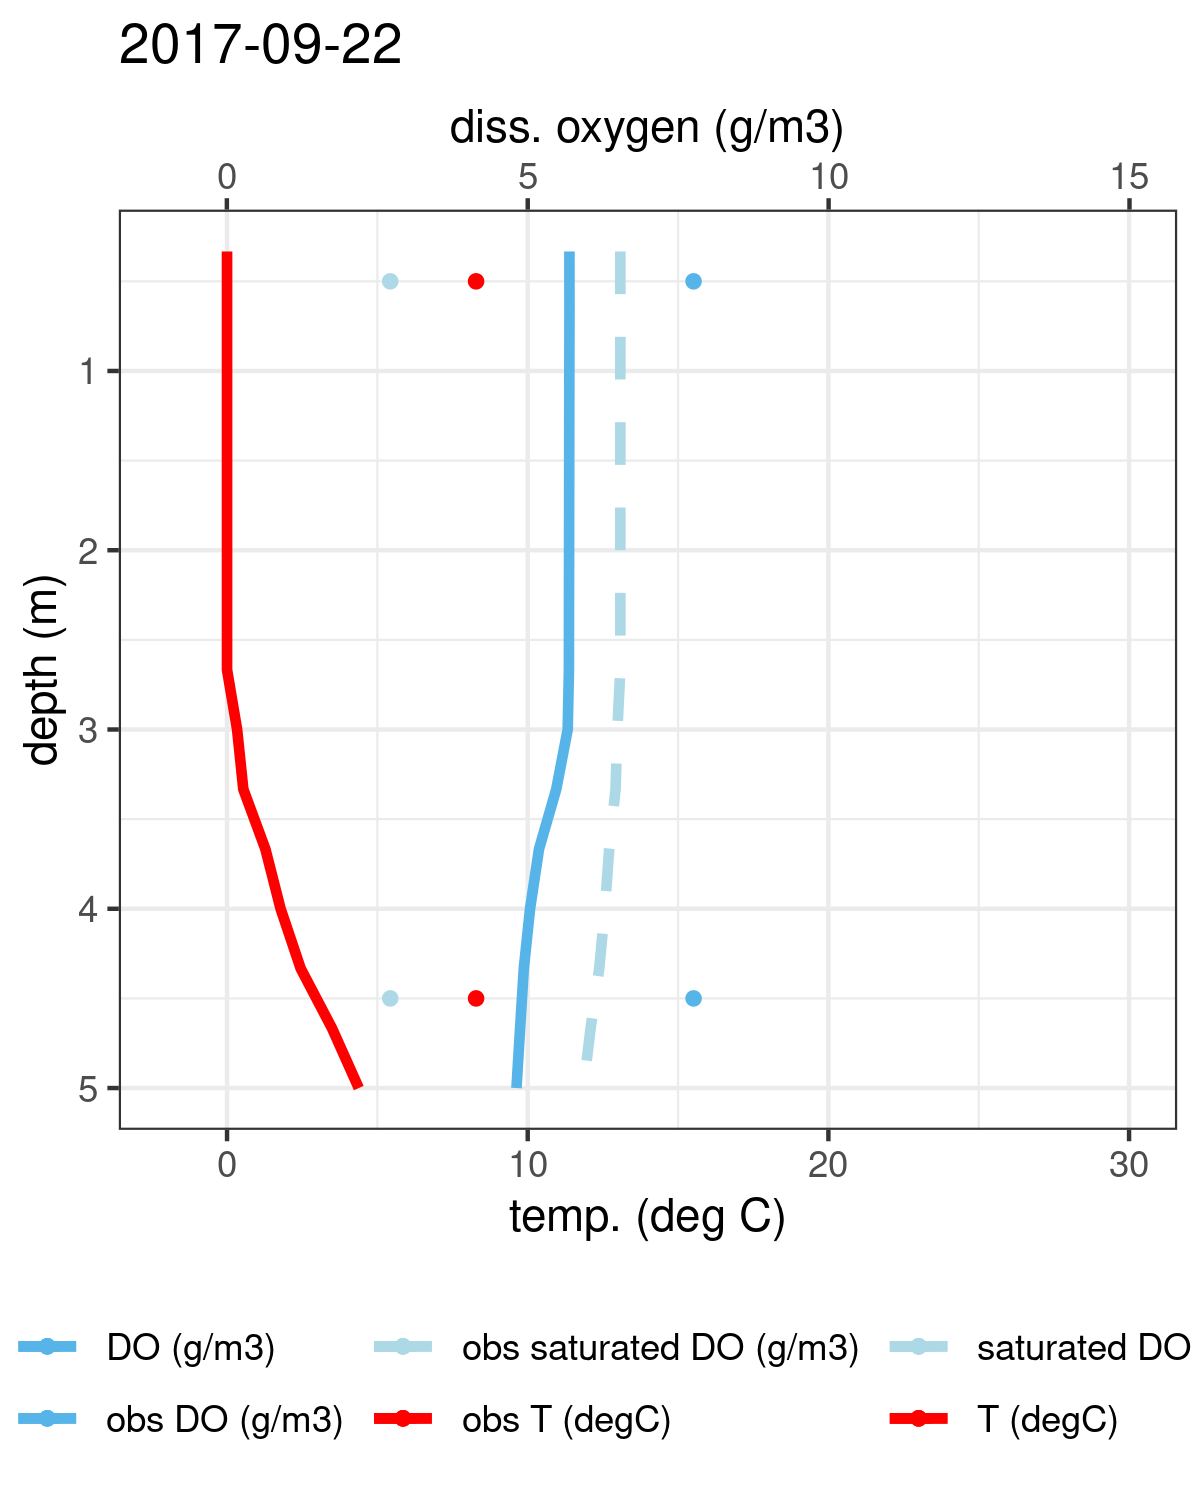 2017-09-22
diss. oxygen (g/m3)
0 5 10 15
1
2
3
4
5
depth (m)
0 10 20 30
temp. (deg C)
DO (g/m3) obs saturated DO (g/m3) saturated DO
obs DO (g/m3) obs T (degC) T (degC)